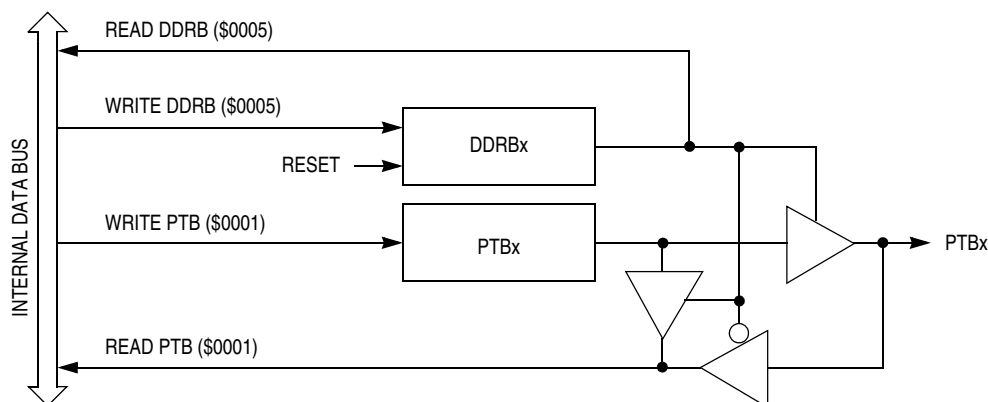 READ DDRB ($0005)
WRITE DDRB ($0005)
DDRBx
RESET
INTERNAL DATA BUS
WRITE PTB ($0001)
PTBx
PTBx
READ PTB ($0001)